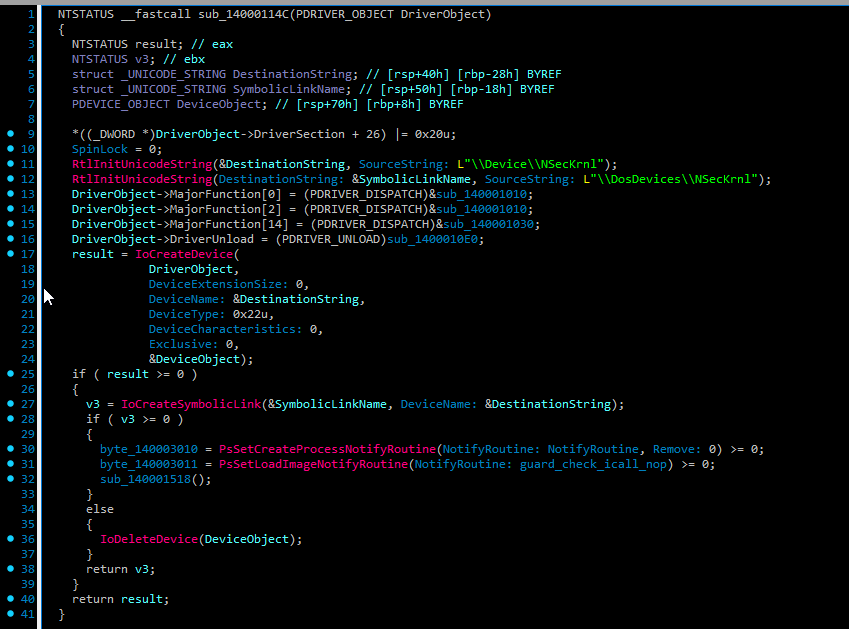 1 NTSTATUS __fastcall sub_14000114C(PDRIVER_OBJECT DriverObject)
2 {
3 NTSTATUS result; // eax
4 NTSTATUS v3; // ebx
5 struct _UNICODE_STRING DestinationString; // [rsp+40h] [rbp-28h] BYREF
6 struct _UNICODE_STRING SymbolicLinkName; // [rsp+50h] [rbp-18h] BYREF
7 PDEVICE_OBJECT DeviceObject; // [rsp+70h] [rbp+8h] BYREF
8
9 *((_DWORD *)DriverObject->DriverSection + 26) |= 0x20u;
10 SpinLock = 0;
11 RtlInitUnicodeString(&DestinationString, SourceString: L"\\Device\\NSecKrnl");
12 RtlInitUnicodeString(DestinationString: &SymbolicLinkName, SourceString: L"\\DosDevices\\NSecKrnl");
13 DriverObject->MajorFunction[0] = (PDRIVER_DISPATCH)&sub_140001010;
14 DriverObject->MajorFunction[2] = (PDRIVER_DISPATCH)&sub_140001010;
15 DriverObject->MajorFunction[14] = (PDRIVER_DISPATCH)&sub_140001030;
16 DriverObject->DriverUnload = (PDRIVER_UNLOAD)sub_1400010E0;
17 result = IoCreateDevice(
18 DriverObject,
19 DeviceExtensionSize: 0,
20 DeviceName: &DestinationString,
21 DeviceType: 0x22u,
22 DeviceCharacteristics: 0,
23 Exclusive: 0,
24 &DeviceObject);
25 if ( result >= 0 )
26 {
27 v3 = IoCreateSymbolicLink(&SymbolicLinkName, DeviceName: &DestinationString);
28 if ( v3 >= 0 )
29 {
30 byte_140003010 = PsSetCreateProcessNotifyRoutine(NotifyRoutine: NotifyRoutine, Remove: 0) >= 0;
31 byte_140003011 = PsSetLoadImageNotifyRoutine(NotifyRoutine: guard_check_icall_nop) >= 0;
32 sub_140001518();
33 }
34 else
35 {
36 IoDeleteDevice(DeviceObject);
37 }
38 return v3;
39 }
40 return result;
41 }